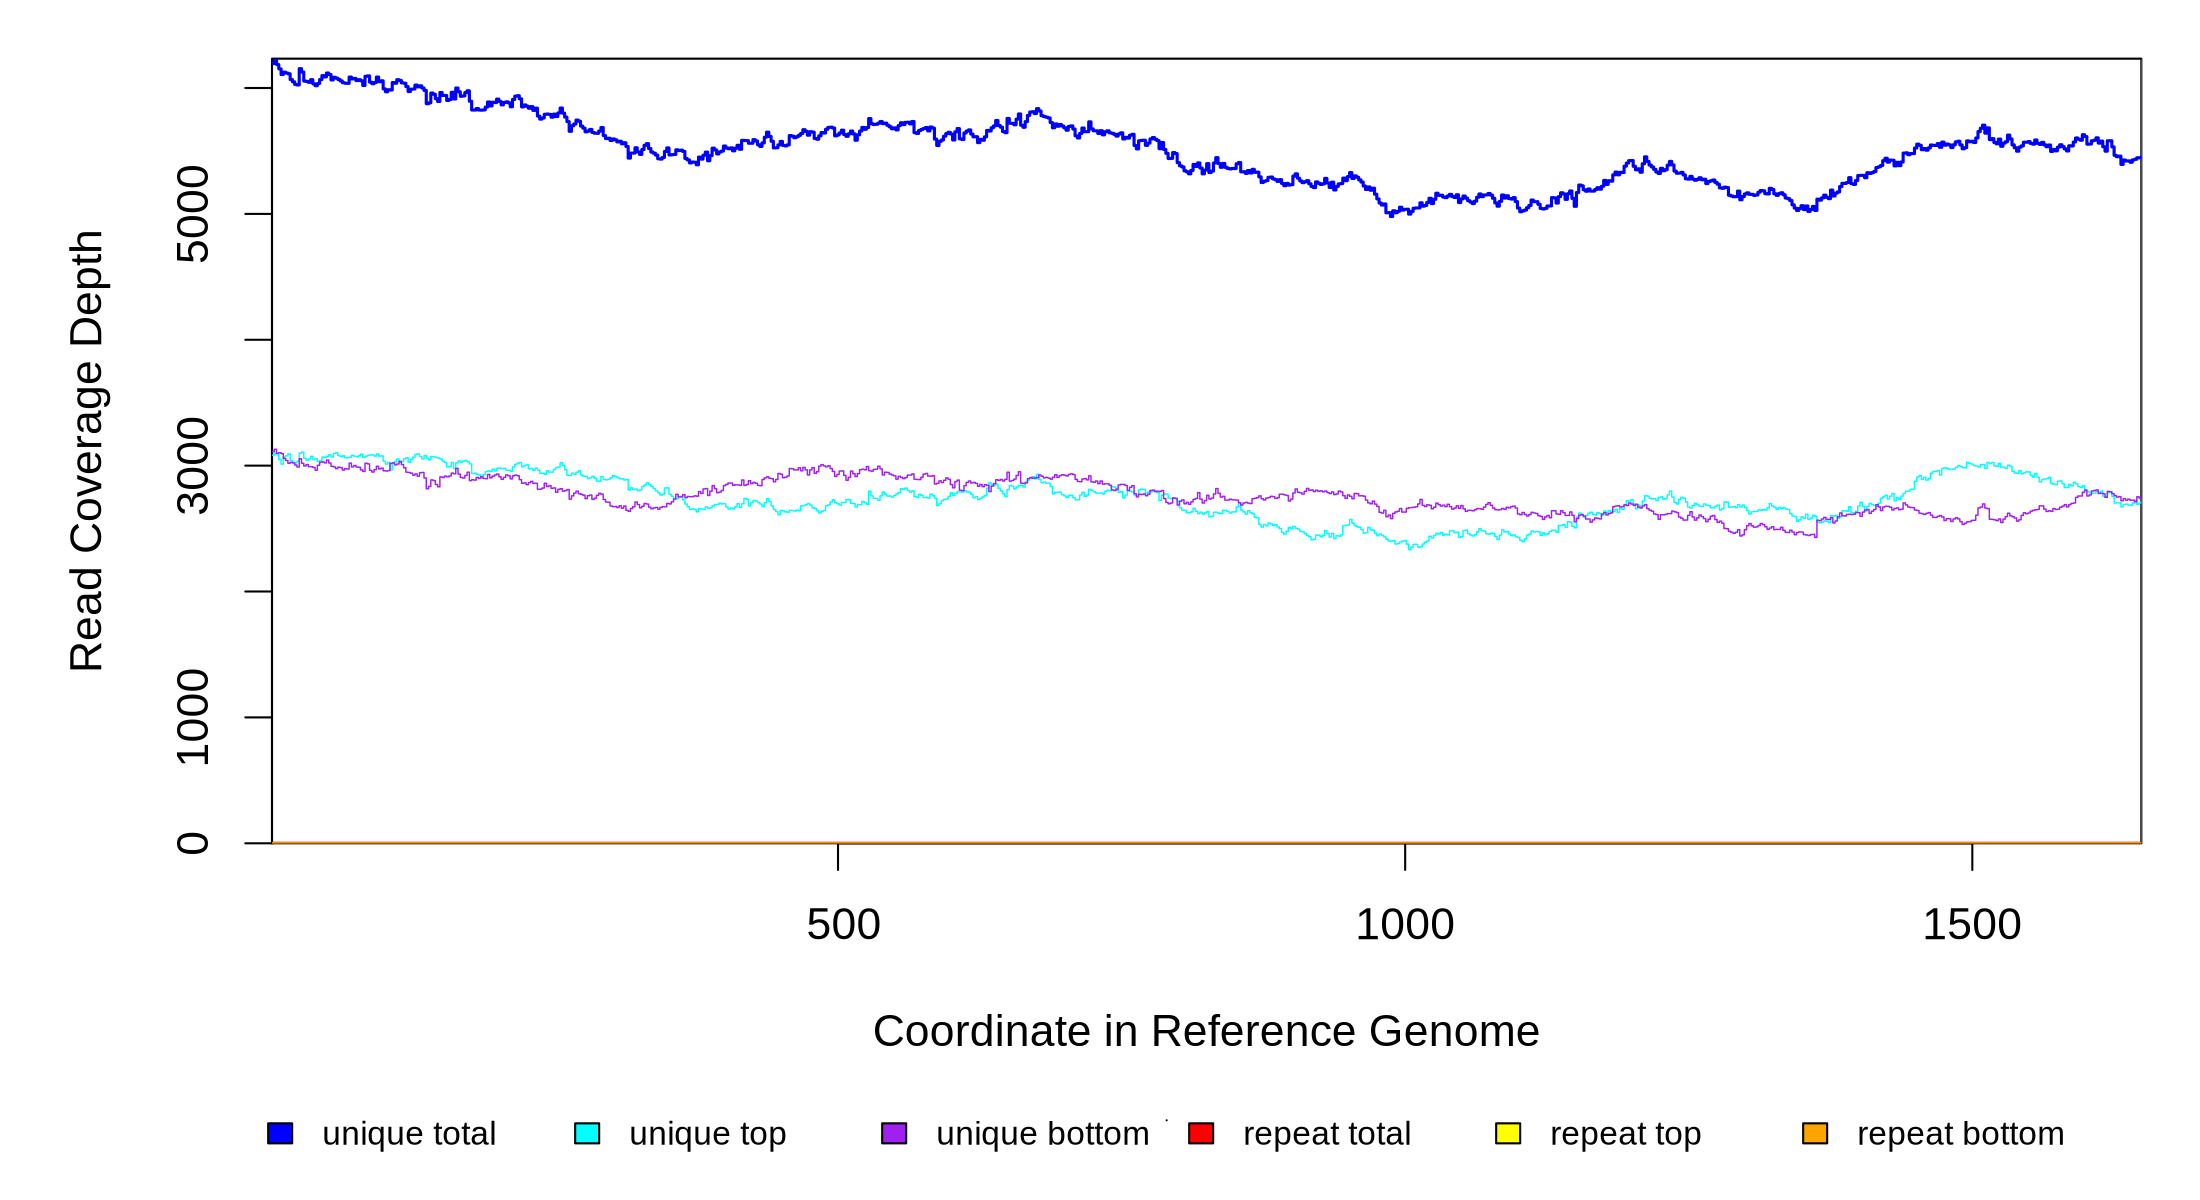 Read Coverage Depth
5000
3000
1000
0
500 1000 1500
Coordinate in Reference Genome
unique total unique top unique bottom repeat total repeat top repeat bottom